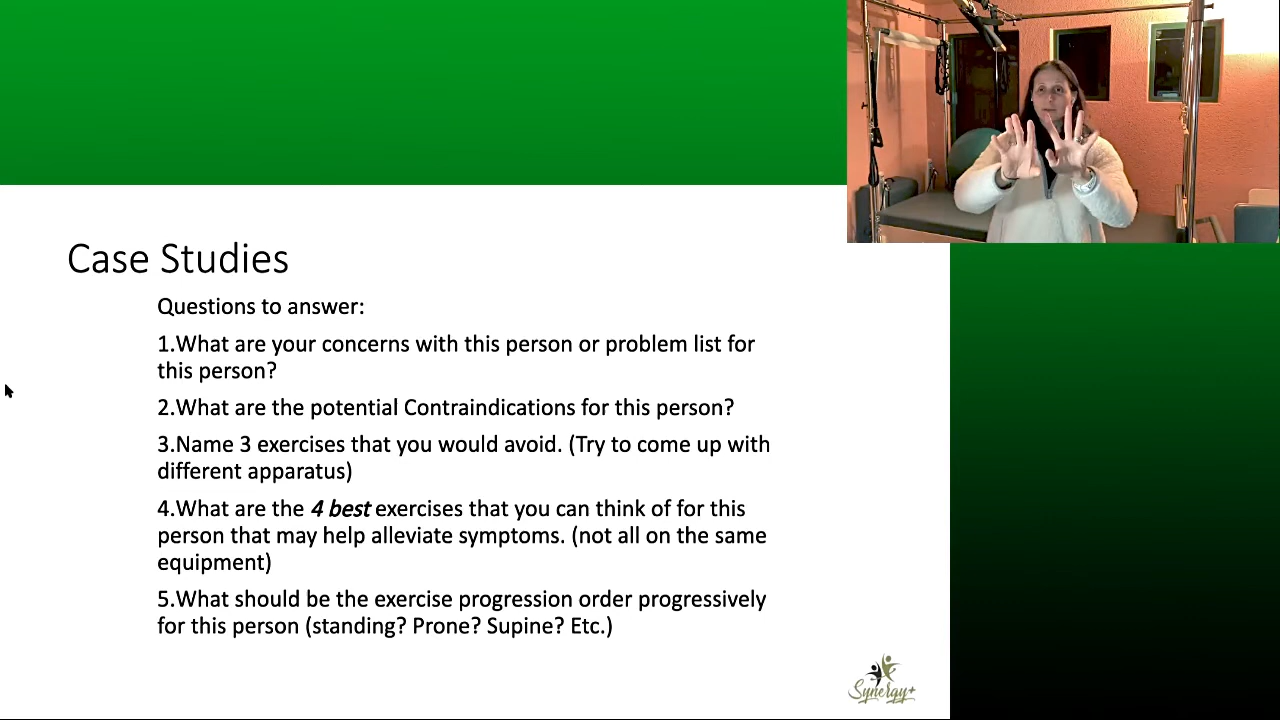 Case Studies
Questions to answer:
1.What are your concerns with this person or problem list for
this person?
2.What are the potential Contraindications for this person?
3.Name 3 exercises that you would avoid. (Try to come up with
different apparatus)
4.What are the 4 best exercises that you can think of for this
person that may help alleviate symptoms. (not all on the same
equipment)
5.What should be the exercise progression order progressively
for this person (standing? Prone? Supine? Etc.)
Synergy+